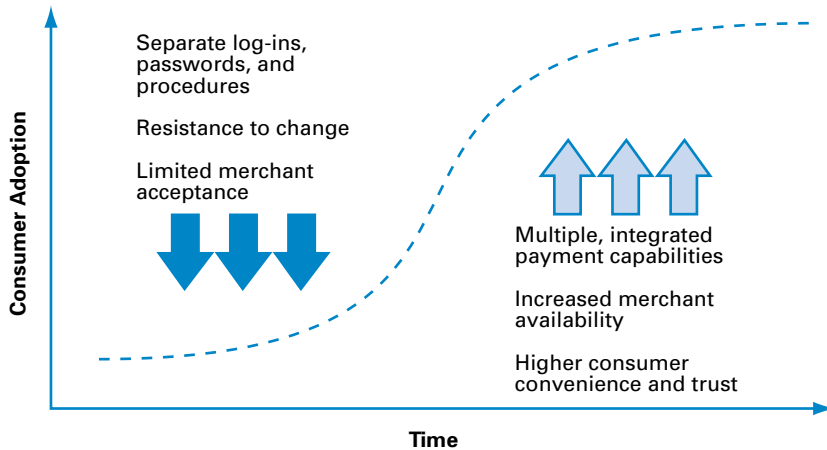 Separate log-ins,
passwords, and
procedures
Resistance to change
Limited merchant
acceptance
Multiple, integrated
payment capabilities
Increased merchant
availability
Higher consumer
convenience and trust
Consumer Adoption
Time